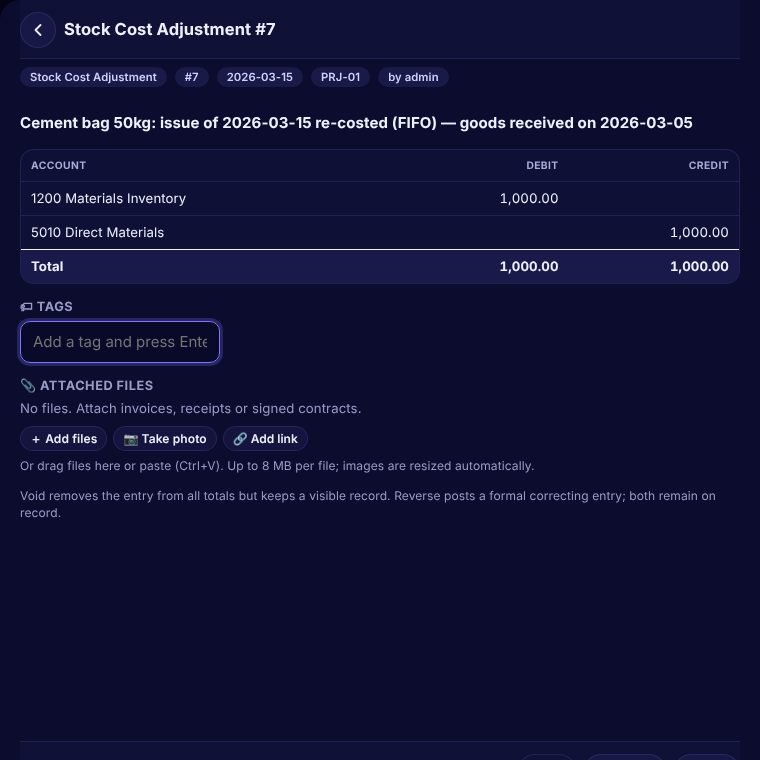 Stock Cost Adjustment #7
Stock Cost Adjustment #7 2026-03-15 PRJ-01 by admin
Cement bag 50kg: issue of 2026-03-15 re-costed (FIFO) — goods received on 2026-03-05
ACCOUNT DEBIT CREDIT
1200 Materials Inventory 1,000.00
5010 Direct Materials 1,000.00
Total 1,000.00 1,000.00
🏷 TAGS
Add a tag and press Ente
📎 ATTACHED FILES
No files. Attach invoices, receipts or signed contracts.
+ Add files 📷 Take photo 🔗 Add link
Or drag files here or paste (Ctrl+V). Up to 8 MB per file; images are resized automatically.
Void removes the entry from all totals but keeps a visible record. Reverse posts a formal correcting entry; both remain on
record.